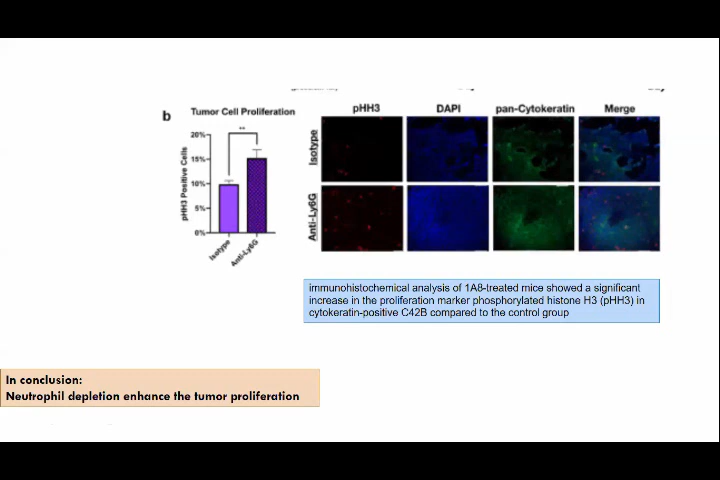 b
Tumor Cell Proliferation
**
20%
15%
10%
5%
0%
pHH3 Positive Cells
Isotype
Anti-Ly6G
pHH3
DAPI
pan-Cytokeratin
Merge
Isotype
Anti-Ly6G
immunohistochemical analysis of 1A8-treated mice showed a significant
increase in the proliferation marker phosphorylated histone H3 (pHH3) in
cytokeratin-positive C42B compared to the control group
In conclusion:
Neutrophil depletion enhance the tumor proliferation